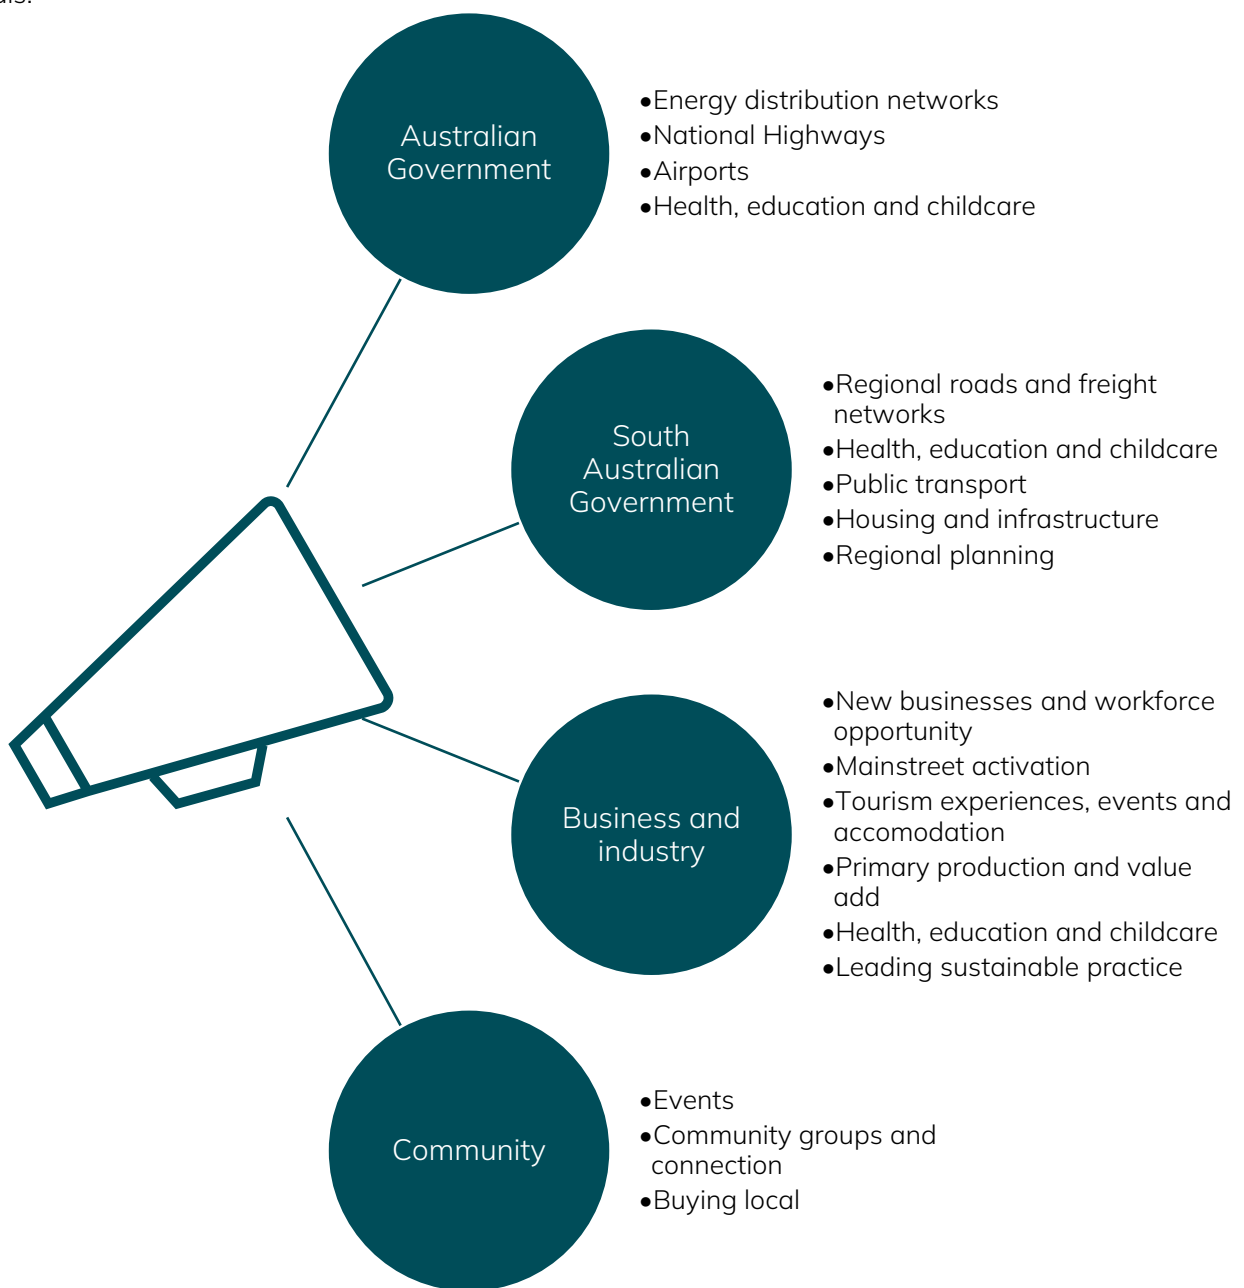 Australian
Government
•Energy distribution networks
•National Highways
•Airports
•Health, education and childcare
South
Australian
Government
•Regional roads and freight
networks
•Health, education and childcare
•Public transport
•Housing and infrastructure
•Regional planning
Business and
industry
•New businesses and workforce
opportunity
•Mainstreet activation
•Tourism experiences, events and
accomodation
•Primary production and value
add
•Health, education and childcare
•Leading sustainable practice
Community
•Events
•Community groups and
connection
•Buying local